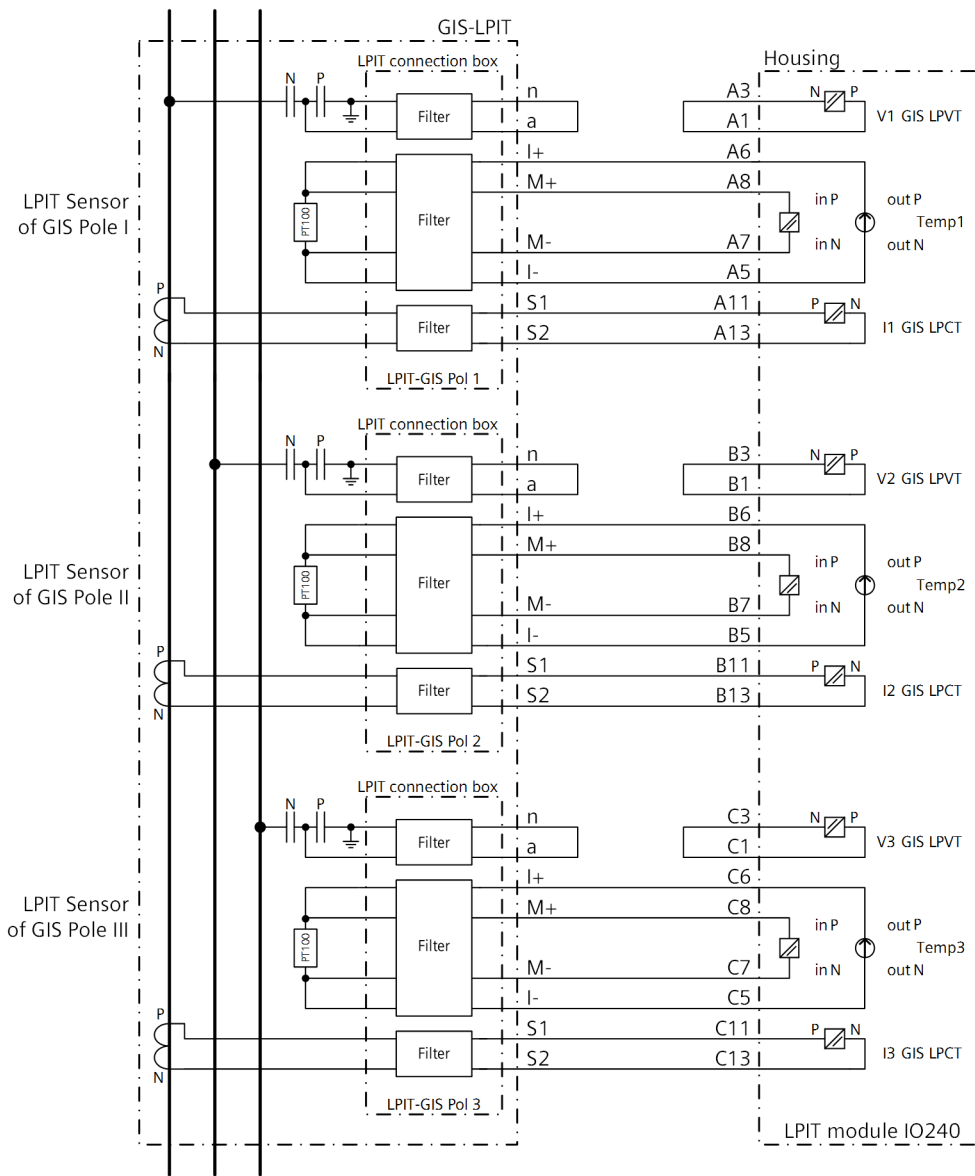 GIS-LPIT
LPIT connection box
Housing
N P
Filter
n
a
A3
A1
N P
V1 GIS LPVT
LPIT Sensor
of GIS Pole I
PT100
Filter
I+
M+
M-
I-
A6
A8
A7
A5
in P
in N
out P
Temp1
out N
P
N
Filter
S1
S2
A11
A13
P N
I1 GIS LPCT
LPIT-GIS Pol 1
LPIT connection box
N P
Filter
n
a
B3
B1
N P
V2 GIS LPVT
LPIT Sensor
of GIS Pole II
PT100
Filter
I+
M+
M-
I-
B6
B8
B7
B5
in P
in N
out P
Temp2
out N
P
N
Filter
S1
S2
B11
B13
P N
I2 GIS LPCT
LPIT-GIS Pol 2
LPIT connection box
N P
Filter
n
a
C3
C1
N P
V3 GIS LPVT
LPIT Sensor
of GIS Pole III
PT100
Filter
I+
M+
M-
I-
C6
C8
C7
C5
in P
in N
out P
Temp3
out N
P
N
Filter
S1
S2
C11
C13
P N
I3 GIS LPCT
LPIT-GIS Pol 3
LPIT module IO240